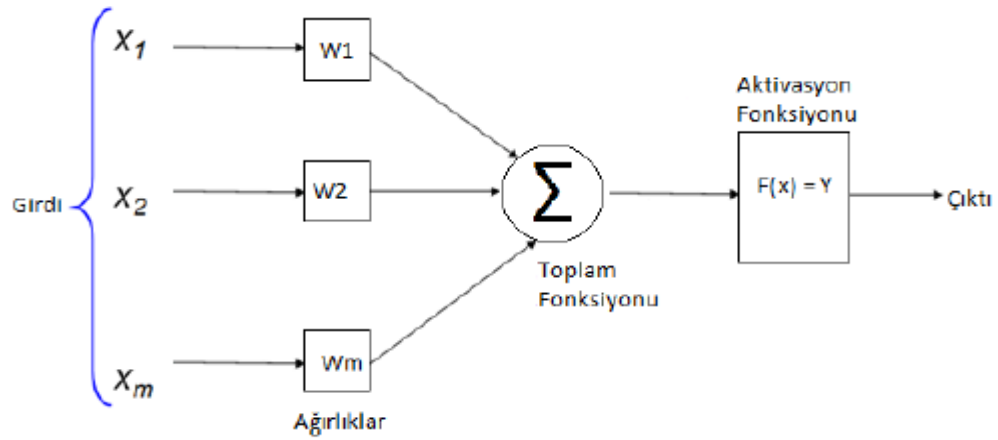 X1
W1
Aktivasyon
Fonksiyonu
Girdi
X2
W2
Σ
F(x) = Y
Çıktı
Toplam
Fonksiyonu
Xm
Wm
Ağırlıklar